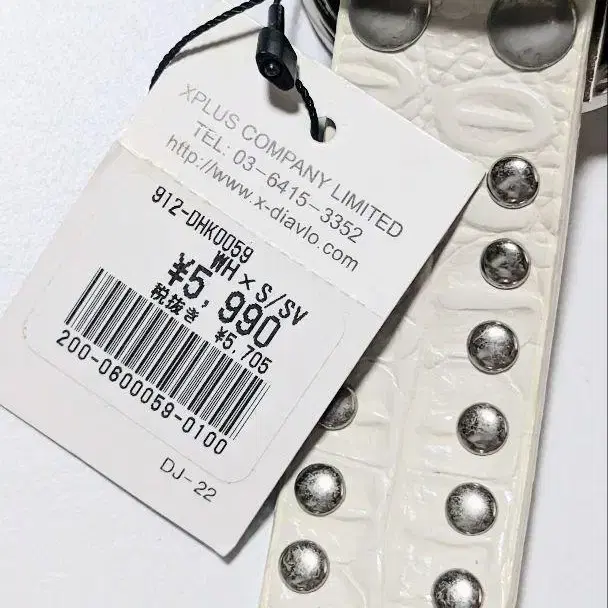 XPLUS COMPANY LIMITED
TEL: 03-6415-3352
http://www.x-diavlo.com
912-DHK0059
WH × S/SV
¥5,990
税抜き ¥5,705
200-0600059-0100
DJ-22